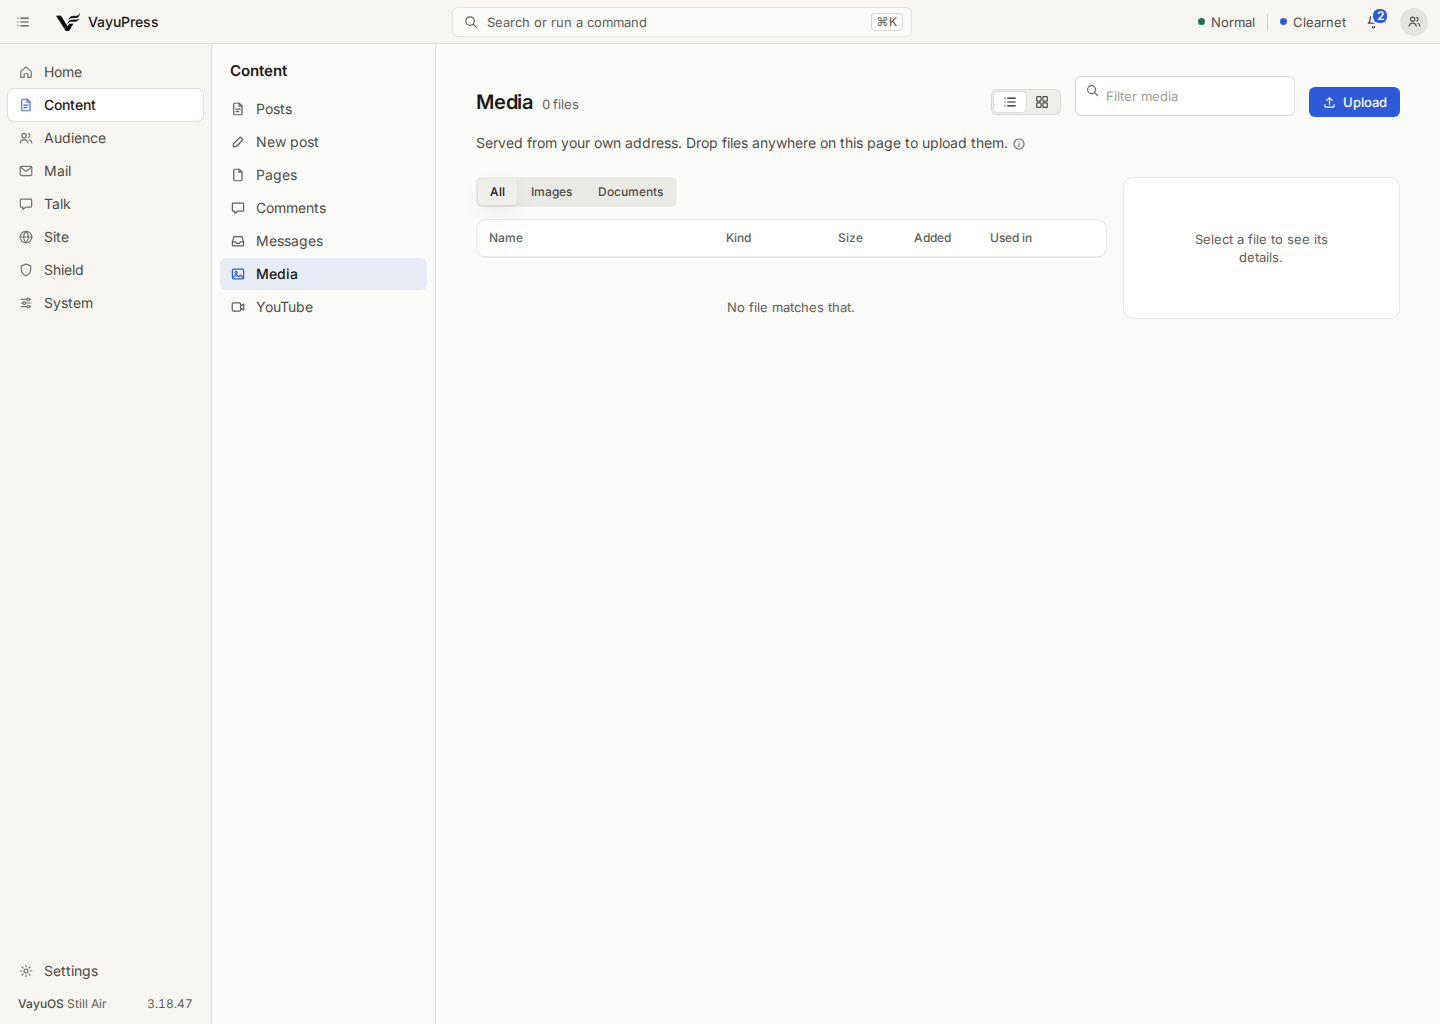 VayuPress
Search or run a command
⌘K
Normal
Clearnet
2
Home
Content
Audience
Mail
Talk
Site
Shield
System
Settings
VayuOS Still Air
3.18.47
Content
Posts
New post
Pages
Comments
Messages
Media
YouTube
Media 0 files
Filter media
Upload
Served from your own address. Drop files anywhere on this page to upload them.
All
Images
Documents
Name
Kind
Size
Added
Used in
No file matches that.
Select a file to see its
details.